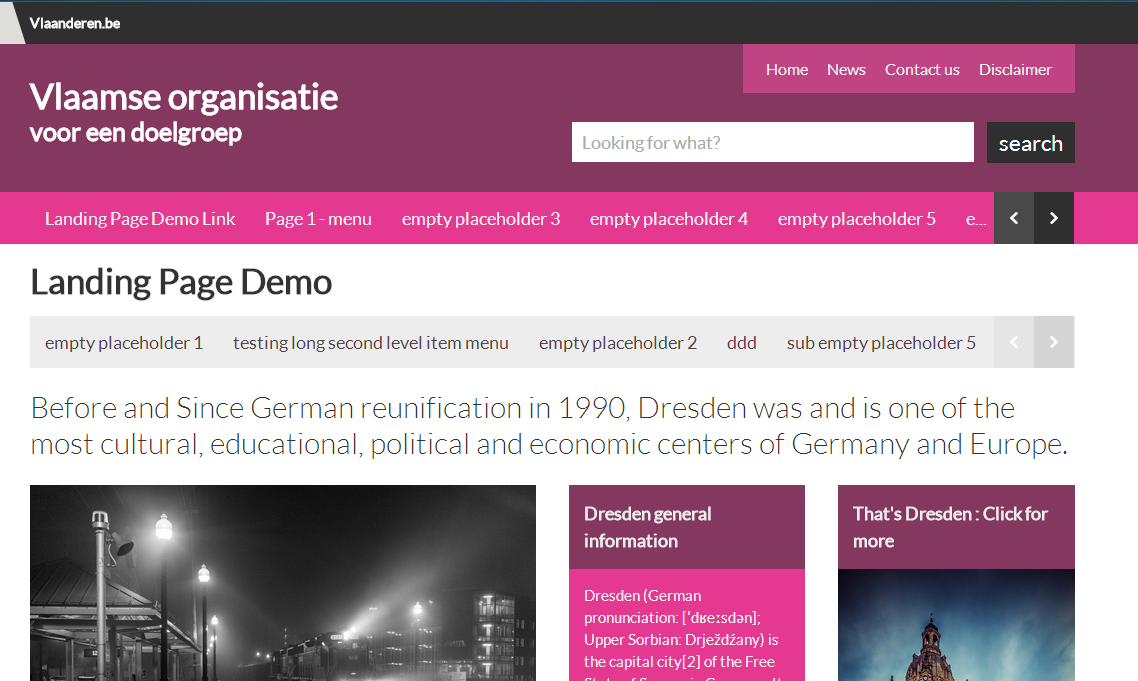 Vlaanderen.be
Home News Contact us Disclaimer
Vlaamse organisatie
voor een doelgroep
Looking for what? search
Landing Page Demo Link Page 1 - menu empty placeholder 3 empty placeholder 4 empty placeholder 5 e...
Landing Page Demo
empty placeholder 1 testing long second level item menu empty placeholder 2 ddd sub empty placeholder 5
Before and Since German reunification in 1990, Dresden was and is one of the
most cultural, educational, political and economic centers of Germany and Europe.
Dresden general
information
Dresden (German
pronunciation: [ˈdʁeːsdən];
Upper Sorbian: Drježdźany) is
the capital city[2] of the Free
That's Dresden : Click for
more